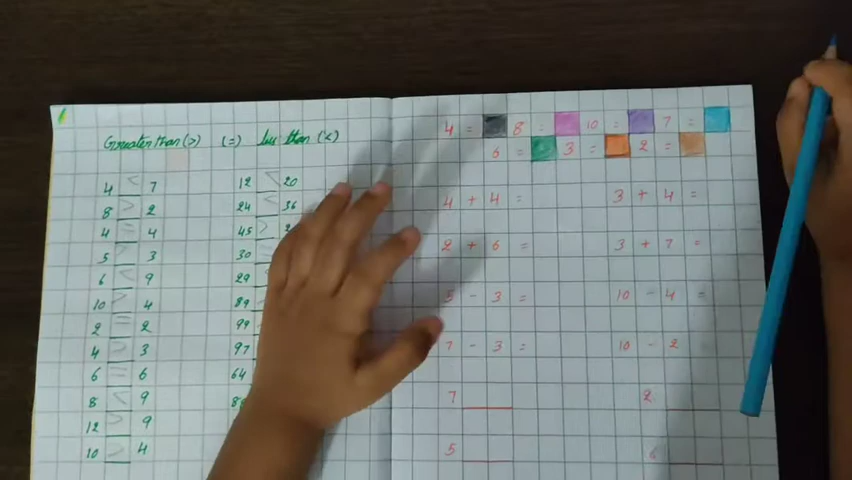 Greater than (>) (=) less than (<)
4 < 7
8 > 2
4 = 4
5 > 3
6 < 9
10 > 4
2 = 2
4 > 3
6 = 6
8 < 9
12 > 9
10 > 4
12 < 20
24 < 36
45 >
30
29
89
99
97
64
4 = 8 = 10 = 7 =
6 = 3 = 2 =
4 + 4 = 3 + 4 =
2 + 6 = 3 + 7 =
5 - 3 = 10 - 4 =
7 - 3 = 10 - 2
7 2
5 6